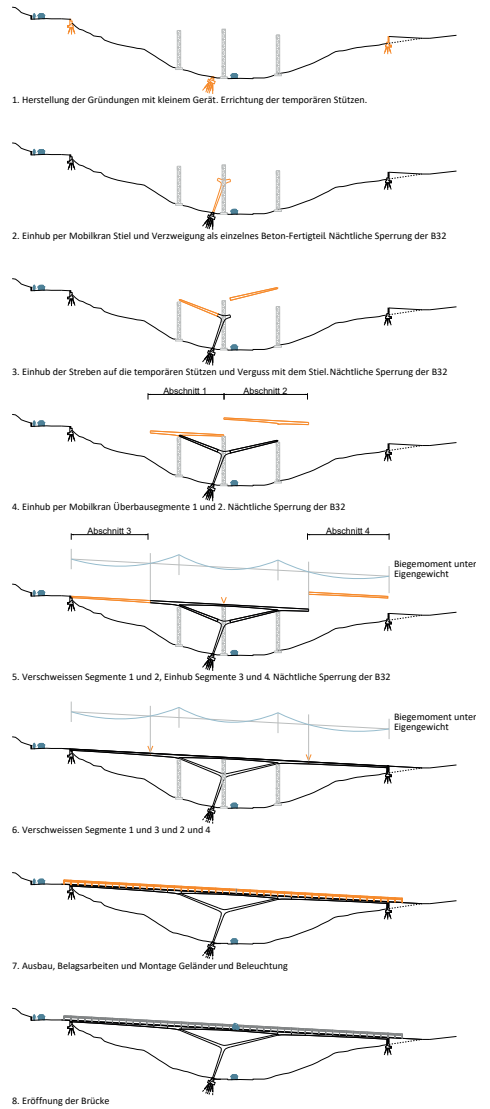 1. Herstellung der Gründungen mit kleinem Gerät. Errichtung der temporären Stützen.
2. Einhub per Mobilkran Stiel und Verzweigung als einzelnes Beton-Fertigteil. Nächtliche Sperrung der B32
3. Einhub der Streben auf die temporären Stützen und Verguss mit dem Stiel. Nächtliche Sperrung der B32
Abschnitt 1 Abschnitt 2
4. Einhub per Mobilkran Überbausegmente 1 und 2. Nächtliche Sperrung der B32
Abschnitt 3 Abschnitt 4
Biegemoment unter
Eigengewicht
5. Verschweissen Segmente 1 und 2, Einhub Segmente 3 und 4. Nächtliche Sperrung der B32
Biegemoment unter
Eigengewicht
6. Verschweissen Segmente 1 und 3 und 2 und 4
7. Ausbau, Belagsarbeiten und Montage Geländer und Beleuchtung
8. Eröffnung der Brücke